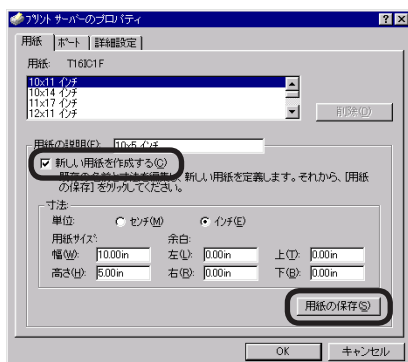 プリント サーバーのプロパティ
用紙 ポート 詳細設定
用紙: T16IC1F
10x11 インチ
10x14 インチ
11x17 インチ
12x11 インチ
削除(D)
用紙の説明(E): 10x5 インチ
新しい用紙を作成する(C)
既存の名前と寸法を編集し、新しい用紙を定義します。それから、[用紙
の保存] をクリックしてください。
寸法:
単位: センチ(M) インチ(E)
用紙サイズ: 余白:
幅(W): 10.00in 左(L): 0.00in 上(T): 0.00in
高さ(H): 5.00in 右(R): 0.00in 下(B): 0.00in
用紙の保存(S)
OK キャンセル